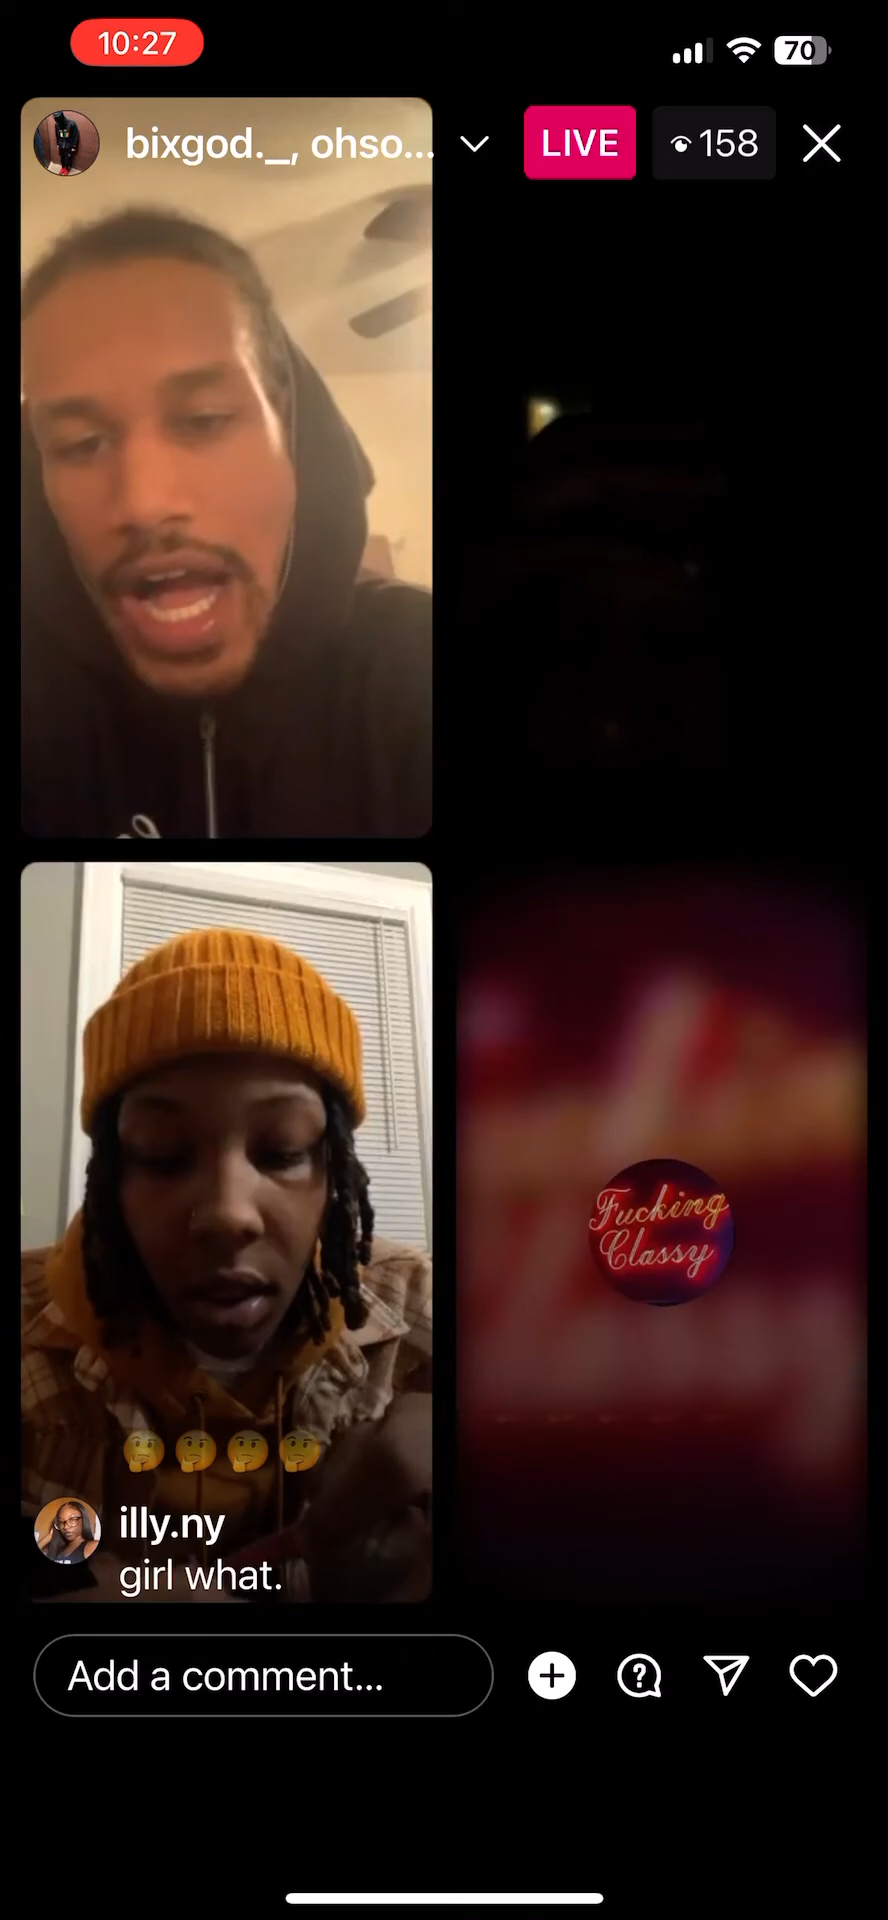 10:27
70
bixgod._, ohso...
LIVE
158
Fucking
Classy
🤔🤔🤔🤔
illy.ny
girl what.
Add a comment...